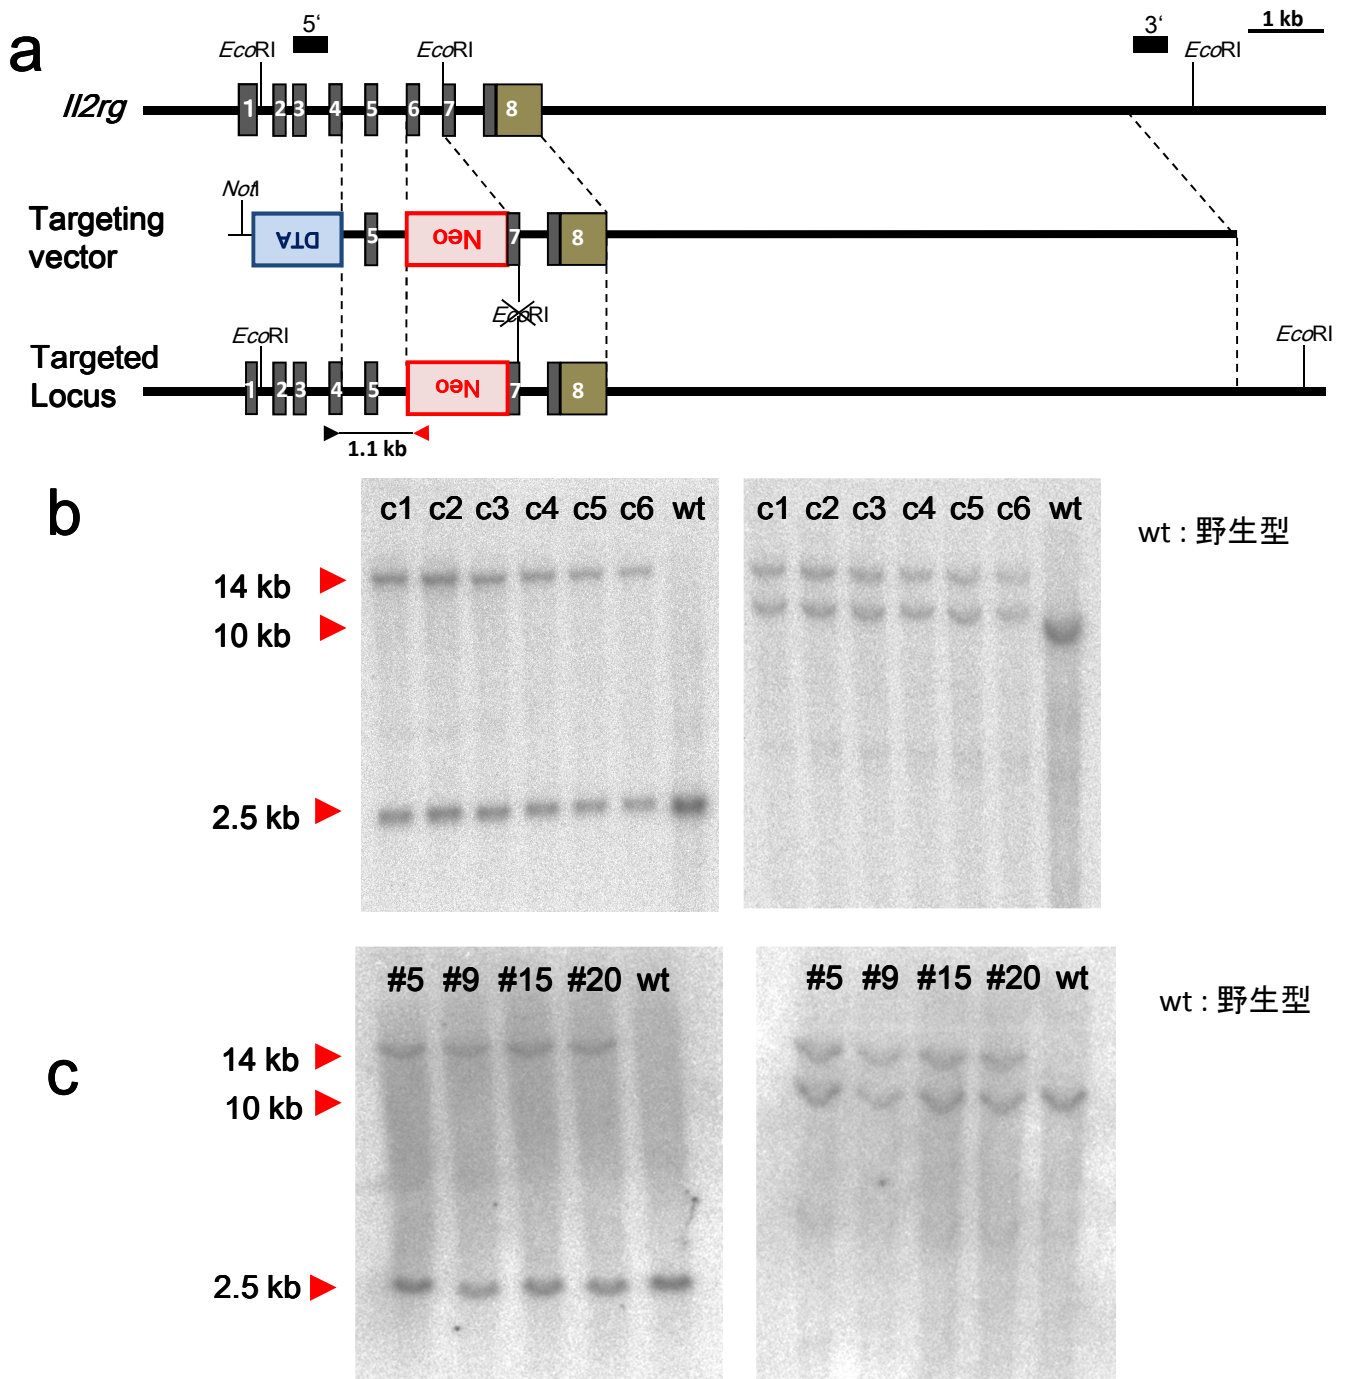 a
5‘
3‘
1 kb
EcoRI
EcoRI
EcoRI
Il2rg
1 2 3 4 5 6 7 8
NotI
Targeting
vector
DTA
5
Neo
7 8
EcoRI
EcoRI
EcoRI
Targeted
Locus
1 2 3 4 5
Neo
7 8
1.1 kb
b
c1 c2 c3 c4 c5 c6 wt
c1 c2 c3 c4 c5 c6 wt
wt : 野生型
14 kb
10 kb
2.5 kb
c
#5 #9 #15 #20 wt
#5 #9 #15 #20 wt
wt : 野生型
14 kb
10 kb
2.5 kb